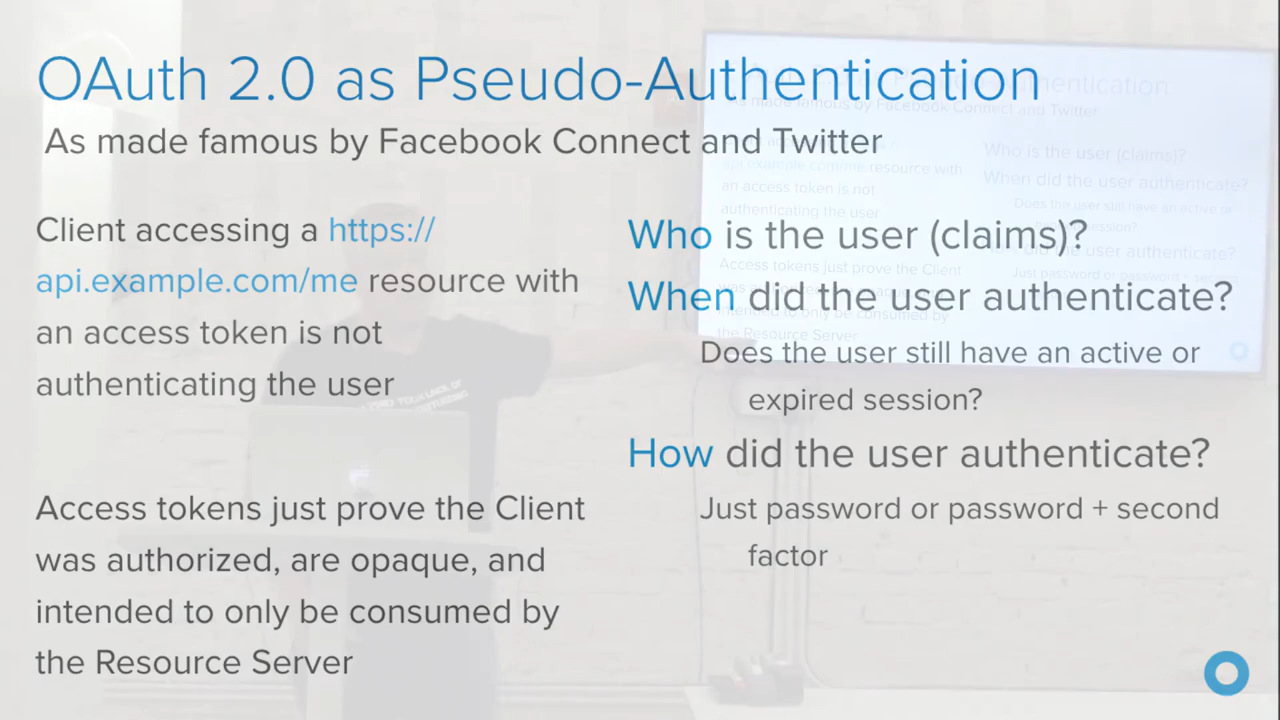 OAuth 2.0 as Pseudo-Authentication
As made famous by Facebook Connect and Twitter
Client accessing a https://
api.example.com/me resource with
an access token is not
authenticating the user
Access tokens just prove the Client
was authorized, are opaque, and
intended to only be consumed by
the Resource Server
Who is the user (claims)?
When did the user authenticate?
Does the user still have an active or
expired session?
How did the user authenticate?
Just password or password + second
factor